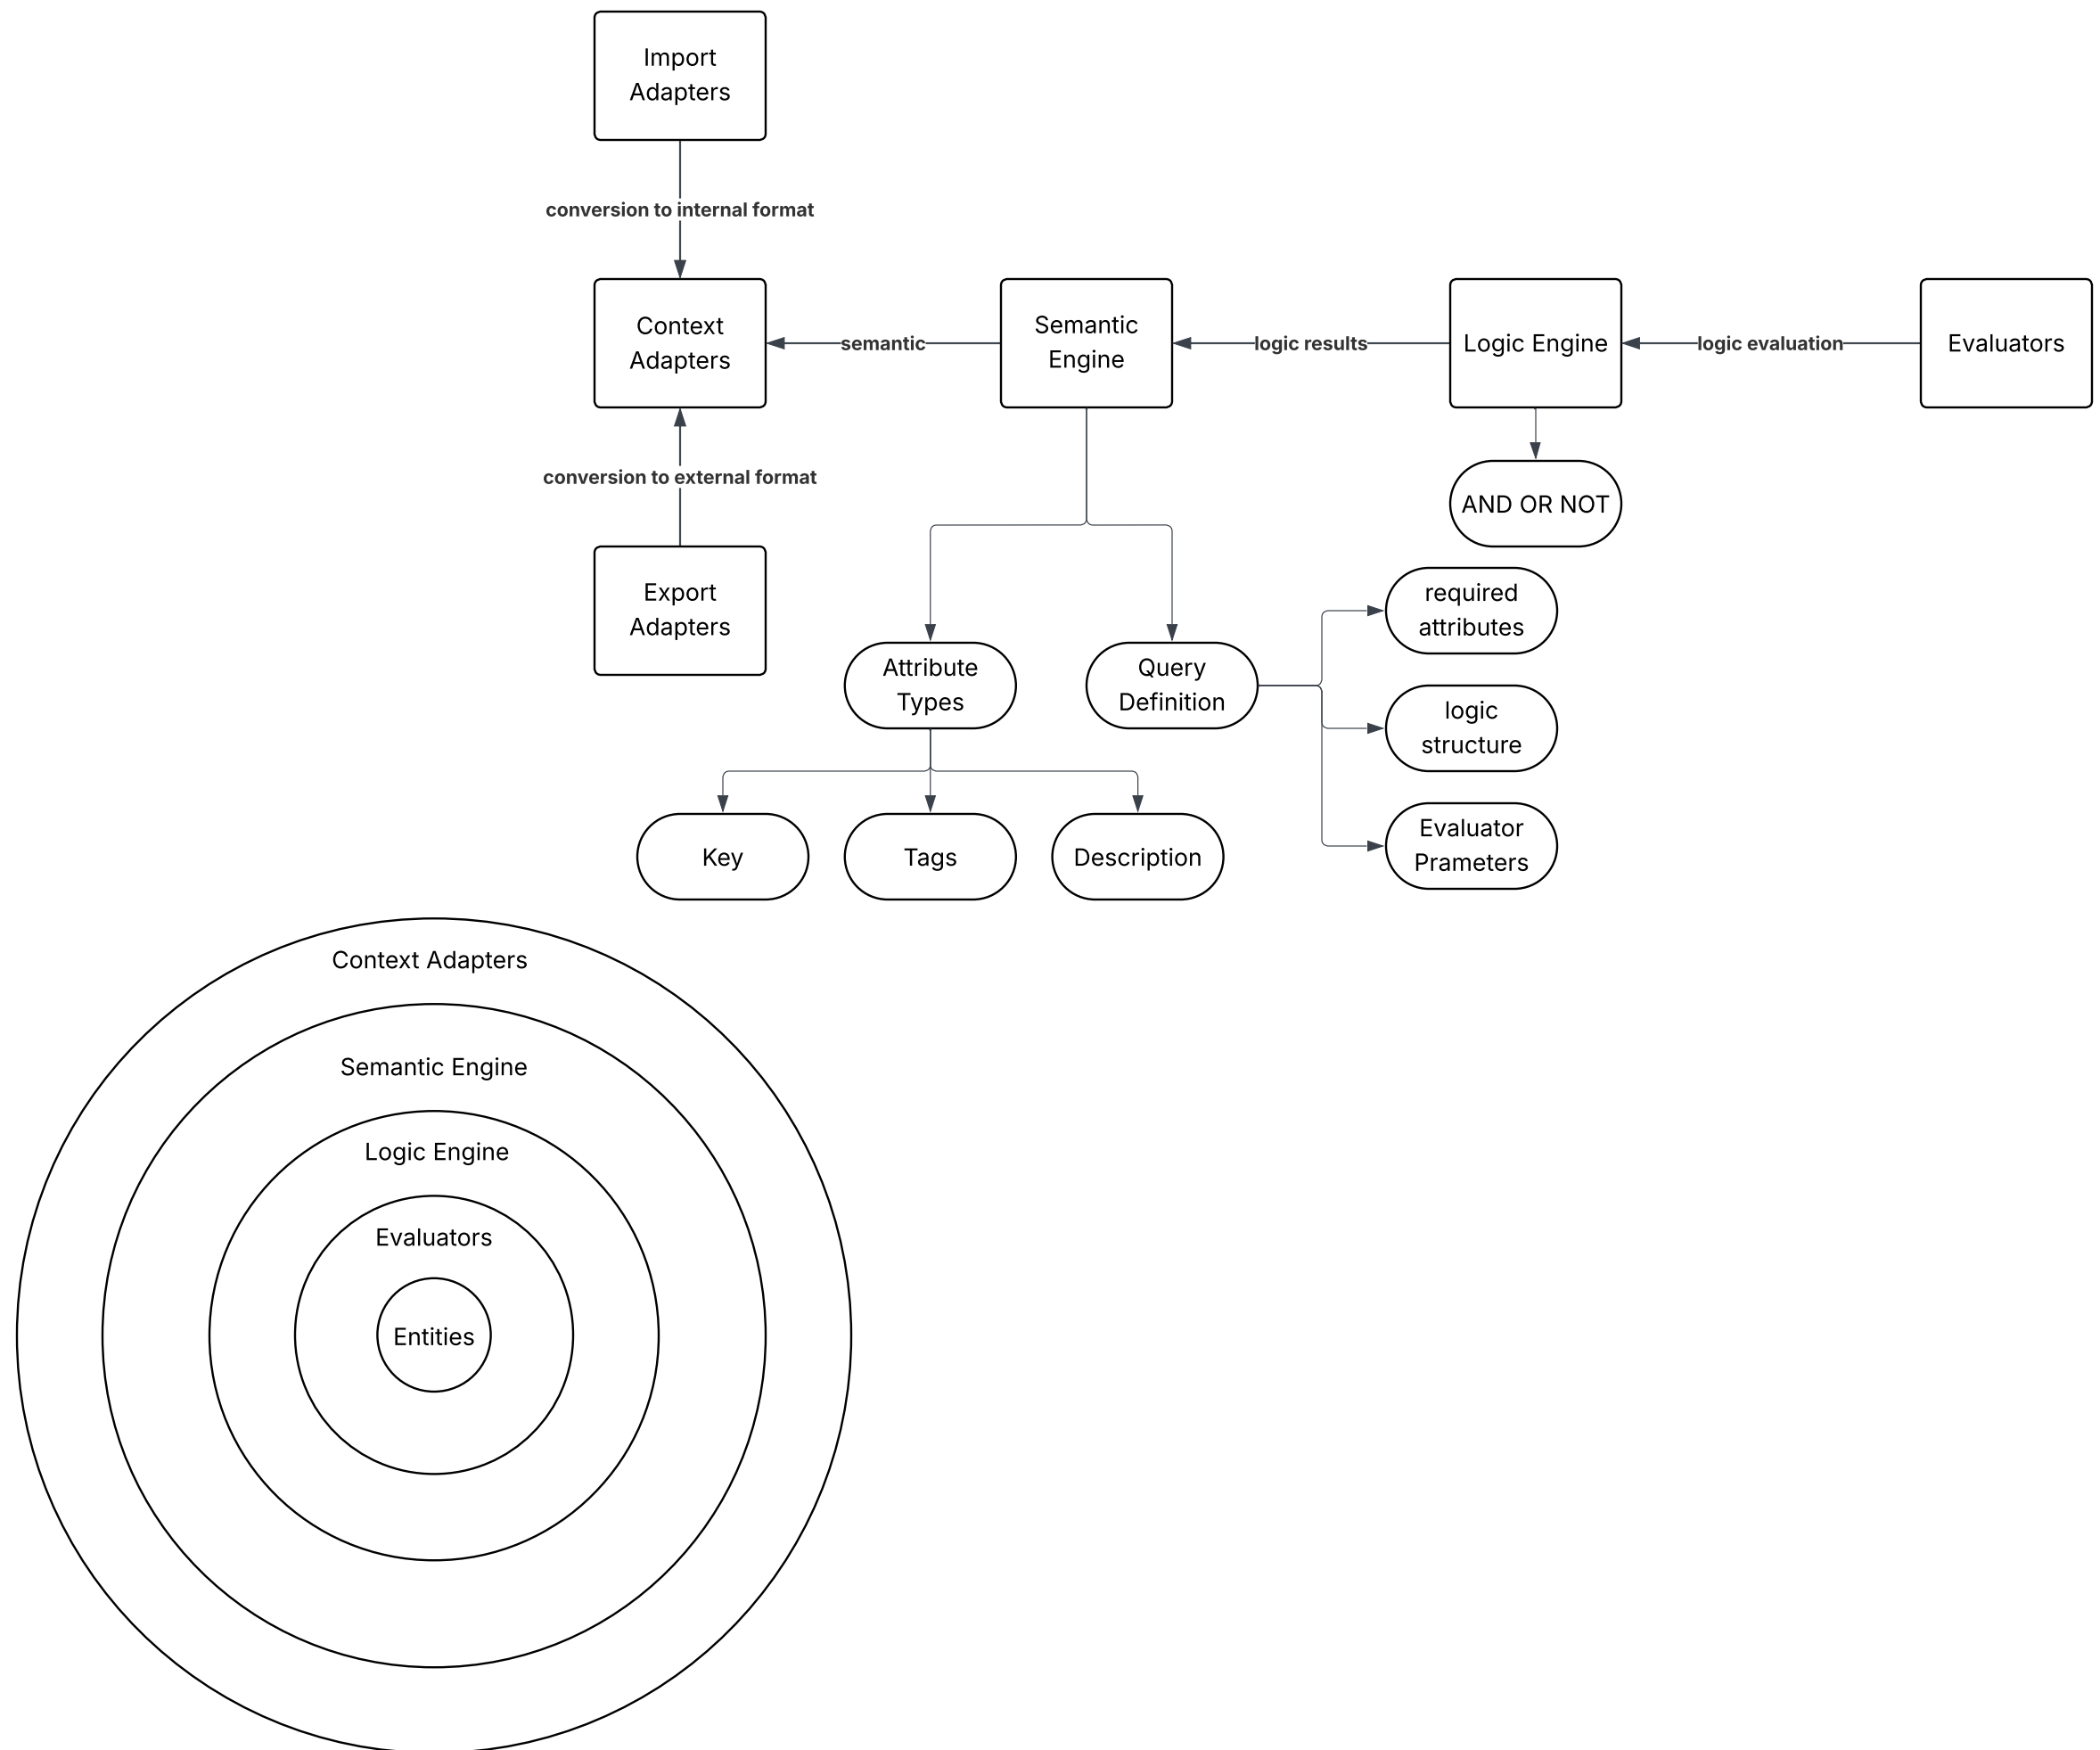 Import
Adapters
conversion to internal format
Context
Adapters
semantic
Semantic
Engine
logic results
Logic Engine
logic evaluation
Evaluators
conversion to external format
AND OR NOT
Export
Adapters
required
attributes
Attribute
Types
Query
Definition
logic
structure
Evaluator
Prameters
Key
Tags
Description
Context Adapters
Semantic Engine
Logic Engine
Evaluators
Entities